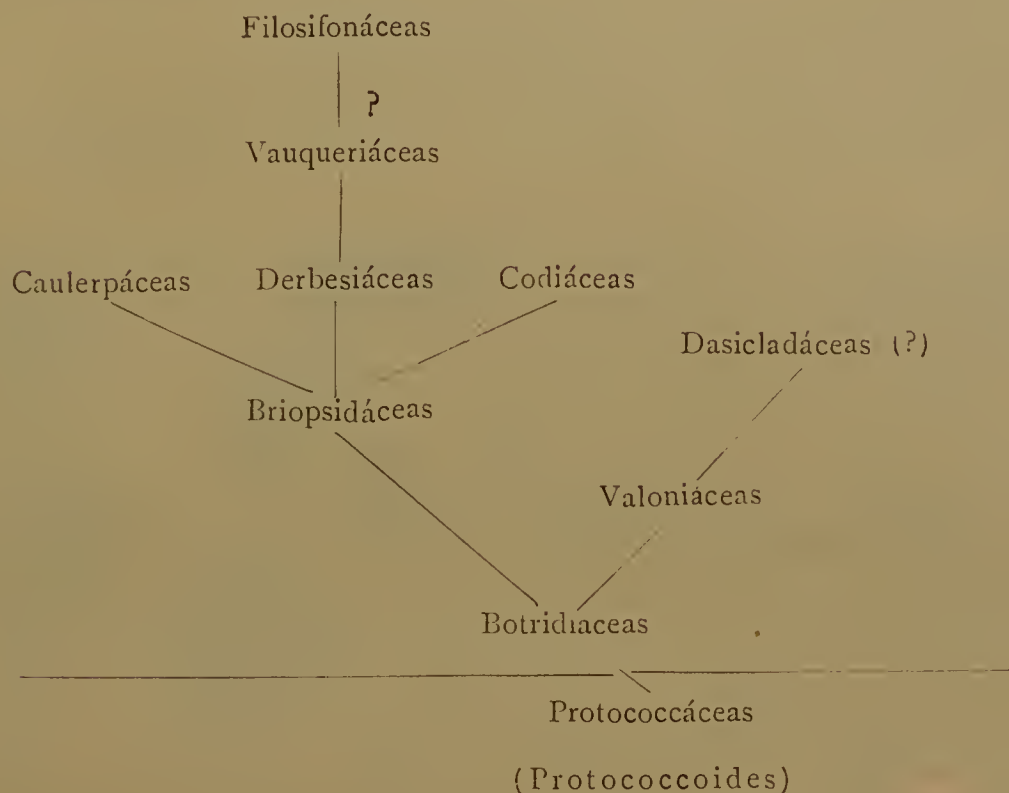 Filosifonáceas
?
Vauqueriáceas
Caulerpáceas Derbesiáceas Codiáceas
Dasicladáceas (?)
Briopsidáceas
Valoniáceas
Botridiaceas
Protococcáceas
(Protococcoides)